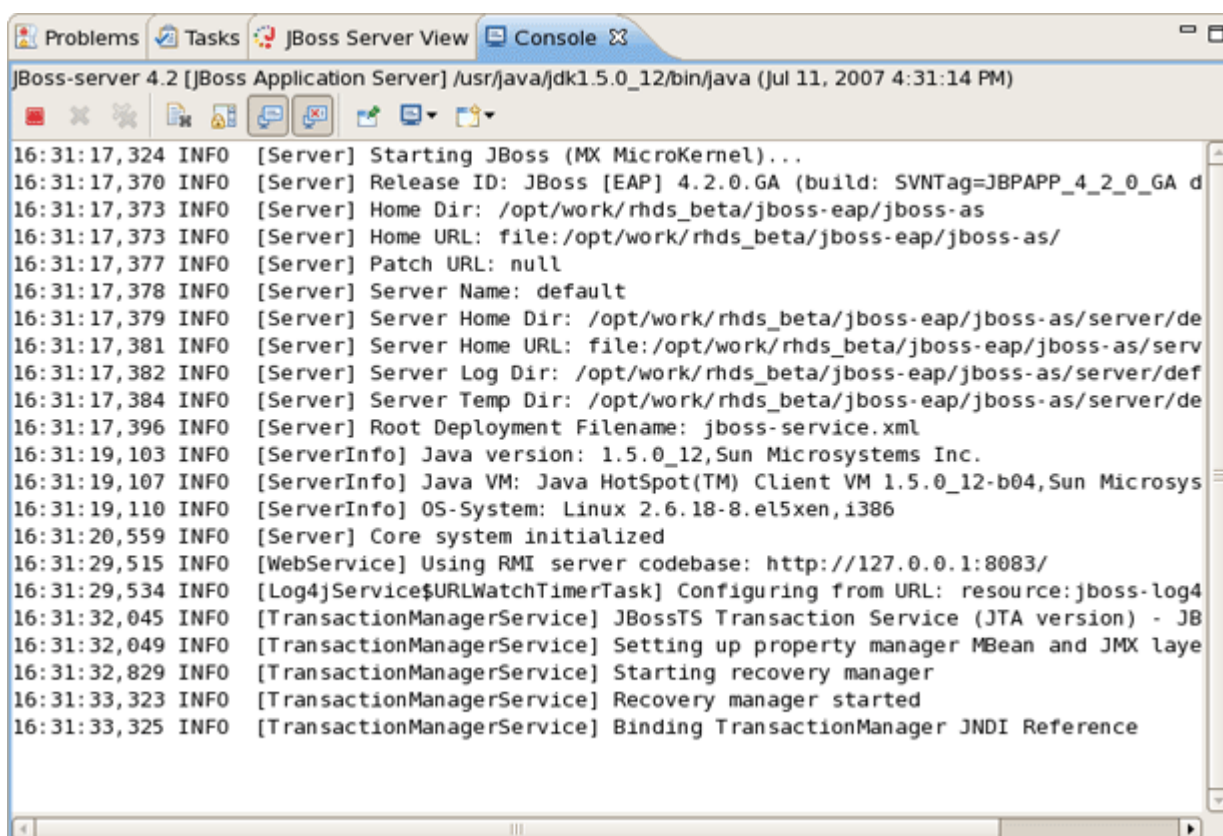 Problems Tasks JBoss Server View Console
JBoss-server 4.2 [JBoss Application Server] /usr/java/jdk1.5.0_12/bin/java (Jul 11, 2007 4:31:14 PM)
16:31:17,324 INFO [Server] Starting JBoss (MX MicroKernel)...
16:31:17,370 INFO [Server] Release ID: JBoss [EAP] 4.2.0.GA (build: SVNTag=JBPAPP_4_2_0_GA d
16:31:17,373 INFO [Server] Home Dir: /opt/work/rhds_beta/jboss-eap/jboss-as
16:31:17,373 INFO [Server] Home URL: file:/opt/work/rhds_beta/jboss-eap/jboss-as/
16:31:17,377 INFO [Server] Patch URL: null
16:31:17,378 INFO [Server] Server Name: default
16:31:17,379 INFO [Server] Server Home Dir: /opt/work/rhds_beta/jboss-eap/jboss-as/server/de
16:31:17,381 INFO [Server] Server Home URL: file:/opt/work/rhds_beta/jboss-eap/jboss-as/serv
16:31:17,382 INFO [Server] Server Log Dir: /opt/work/rhds_beta/jboss-eap/jboss-as/server/def
16:31:17,384 INFO [Server] Server Temp Dir: /opt/work/rhds_beta/jboss-eap/jboss-as/server/de
16:31:17,396 INFO [Server] Root Deployment Filename: jboss-service.xml
16:31:19,103 INFO [ServerInfo] Java version: 1.5.0_12,Sun Microsystems Inc.
16:31:19,107 INFO [ServerInfo] Java VM: Java HotSpot(TM) Client VM 1.5.0_12-b04,Sun Microsys
16:31:19,110 INFO [ServerInfo] OS-System: Linux 2.6.18-8.el5xen,i386
16:31:20,559 INFO [Server] Core system initialized
16:31:29,515 INFO [WebService] Using RMI server codebase: http://127.0.0.1:8083/
16:31:29,534 INFO [Log4jService$URLWatchTimerTask] Configuring from URL: resource:jboss-log4
16:31:32,045 INFO [TransactionManagerService] JBossTS Transaction Service (JTA version) - JB
16:31:32,049 INFO [TransactionManagerService] Setting up property manager MBean and JMX laye
16:31:32,829 INFO [TransactionManagerService] Starting recovery manager
16:31:33,323 INFO [TransactionManagerService] Recovery manager started
16:31:33,325 INFO [TransactionManagerService] Binding TransactionManager JNDI Reference